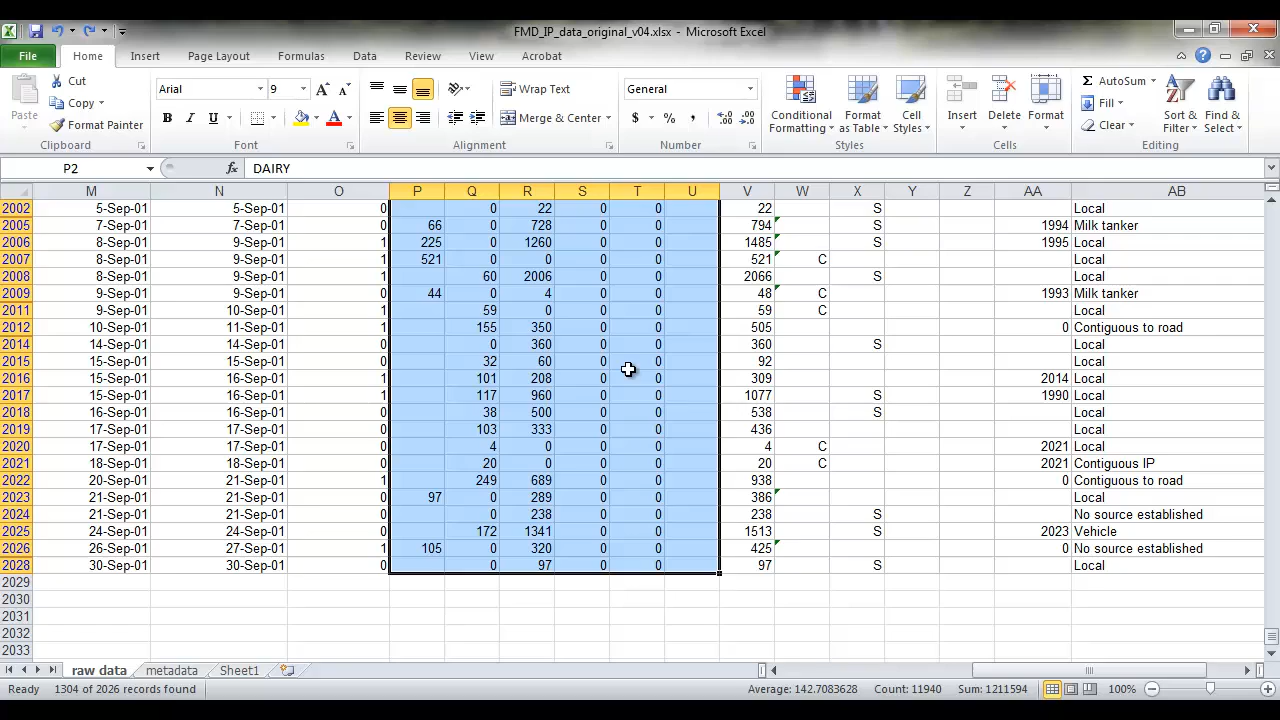 FMD_IP_data_original_v04.xlsx - Microsoft Excel
File Home Insert Page Layout Formulas Data Review View Acrobat
Paste Cut Copy Format Painter Clipboard
Arial 9 B I U Font
Wrap Text Merge & Center Alignment
General $ % , Number
Conditional Formatting Format as Table Cell Styles Styles
Insert Delete Format Cells
AutoSum Fill Clear Sort & Filter Find & Select Editing
P2 fx DAIRY
M N O P Q R S T U V W X Y Z AA AB
2002 5-Sep-01 5-Sep-01 0 0 22 0 0 22 S Local
2005 7-Sep-01 7-Sep-01 0 66 0 728 0 0 794 S 1994 Milk tanker
2006 8-Sep-01 9-Sep-01 1 225 0 1260 0 0 1485 S 1995 Local
2007 8-Sep-01 9-Sep-01 1 521 0 0 0 0 521 C Local
2008 8-Sep-01 9-Sep-01 1 60 2006 0 0 2066 S Local
2009 9-Sep-01 9-Sep-01 0 44 0 4 0 0 48 C 1993 Milk tanker
2011 9-Sep-01 10-Sep-01 1 59 0 0 0 59 C Local
2012 10-Sep-01 11-Sep-01 1 155 350 0 0 505 0 Contiguous to road
2014 14-Sep-01 14-Sep-01 0 0 360 0 0 360 S Local
2015 15-Sep-01 15-Sep-01 0 32 60 0 0 92 Local
2016 15-Sep-01 16-Sep-01 1 101 208 0 0 309 2014 Local
2017 15-Sep-01 16-Sep-01 1 117 960 0 0 1077 S 1990 Local
2018 16-Sep-01 16-Sep-01 0 38 500 0 0 538 S Local
2019 17-Sep-01 17-Sep-01 0 103 333 0 0 436 Local
2020 17-Sep-01 17-Sep-01 0 4 0 0 0 4 C 2021 Local
2021 18-Sep-01 18-Sep-01 0 20 0 0 0 20 C 2021 Contiguous IP
2022 20-Sep-01 21-Sep-01 1 249 689 0 0 938 0 Contiguous to road
2023 21-Sep-01 21-Sep-01 0 97 0 289 0 0 386 Local
2024 21-Sep-01 21-Sep-01 0 0 238 0 0 238 S No source established
2025 24-Sep-01 24-Sep-01 0 172 1341 0 0 1513 S 2023 Vehicle
2026 26-Sep-01 27-Sep-01 1 105 0 320 0 0 425 0 No source established
2028 30-Sep-01 30-Sep-01 0 0 97 0 0 97 S Local
2029
2030
2031
2032
2033
raw data metadata Sheet1
Ready 1304 of 2026 records found Average: 142.7083628 Count: 11940 Sum: 1211594 100%